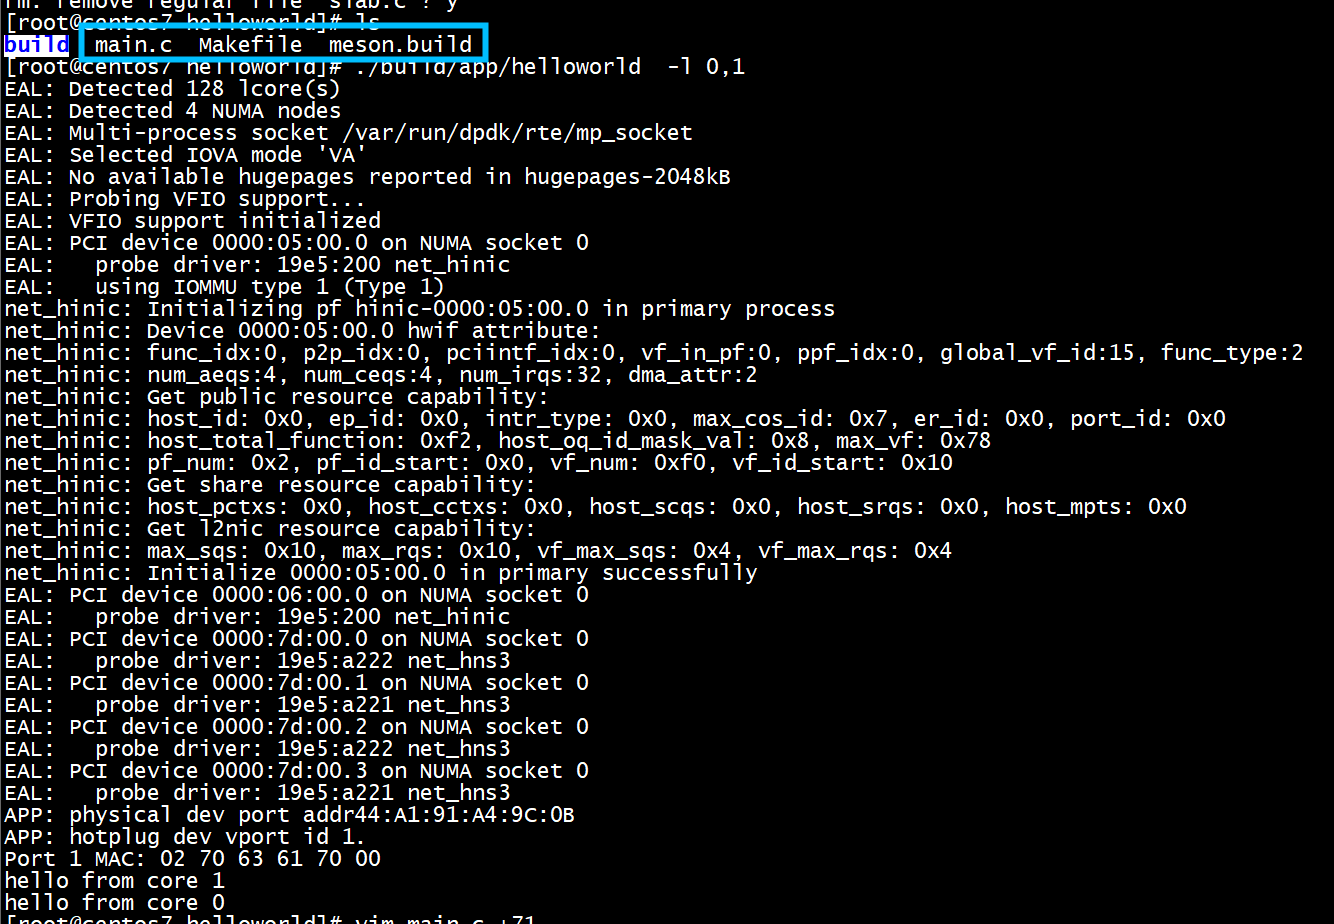 rm: remove regular file 'slab.c'? y
[root@centos7 helloworld]# ls
build  main.c  Makefile  meson.build
[root@centos7 helloworld]# ./build/app/helloworld  -l 0,1
EAL: Detected 128 lcore(s)
EAL: Detected 4 NUMA nodes
EAL: Multi-process socket /var/run/dpdk/rte/mp_socket
EAL: Selected IOVA mode 'VA'
EAL: No available hugepages reported in hugepages-2048kB
EAL: Probing VFIO support...
EAL: VFIO support initialized
EAL: PCI device 0000:05:00.0 on NUMA socket 0
EAL:   probe driver: 19e5:200 net_hinic
EAL:   using IOMMU type 1 (Type 1)
net_hinic: Initializing pf hinic-0000:05:00.0 in primary process
net_hinic: Device 0000:05:00.0 hwif attribute:
net_hinic: func_idx:0, p2p_idx:0, pciintf_idx:0, vf_in_pf:0, ppf_idx:0, global_vf_id:15, func_type:2
net_hinic: num_aeqs:4, num_ceqs:4, num_irqs:32, dma_attr:2
net_hinic: Get public resource capability:
net_hinic: host_id: 0x0, ep_id: 0x0, intr_type: 0x0, max_cos_id: 0x7, er_id: 0x0, port_id: 0x0
net_hinic: host_total_function: 0xf2, host_oq_id_mask_val: 0x8, max_vf: 0x78
net_hinic: pf_num: 0x2, pf_id_start: 0x0, vf_num: 0xf0, vf_id_start: 0x10
net_hinic: Get share resource capability:
net_hinic: host_pctxs: 0x0, host_cctxs: 0x0, host_scqs: 0x0, host_srqs: 0x0, host_mpts: 0x0
net_hinic: Get l2nic resource capability:
net_hinic: max_sqs: 0x10, max_rqs: 0x10, vf_max_sqs: 0x4, vf_max_rqs: 0x4
net_hinic: Initialize 0000:05:00.0 in primary successfully
EAL: PCI device 0000:06:00.0 on NUMA socket 0
EAL:   probe driver: 19e5:200 net_hinic
EAL: PCI device 0000:7d:00.0 on NUMA socket 0
EAL:   probe driver: 19e5:a222 net_hns3
EAL: PCI device 0000:7d:00.1 on NUMA socket 0
EAL:   probe driver: 19e5:a221 net_hns3
EAL: PCI device 0000:7d:00.2 on NUMA socket 0
EAL:   probe driver: 19e5:a222 net_hns3
EAL: PCI device 0000:7d:00.3 on NUMA socket 0
EAL:   probe driver: 19e5:a221 net_hns3
APP: physical dev port addr44:A1:91:A4:9C:0B
APP: hotplug dev vport id 1.
Port 1 MAC: 02 70 63 61 70 00
hello from core 1
hello from core 0
[root@centos7 helloworld]# vim main.c +71